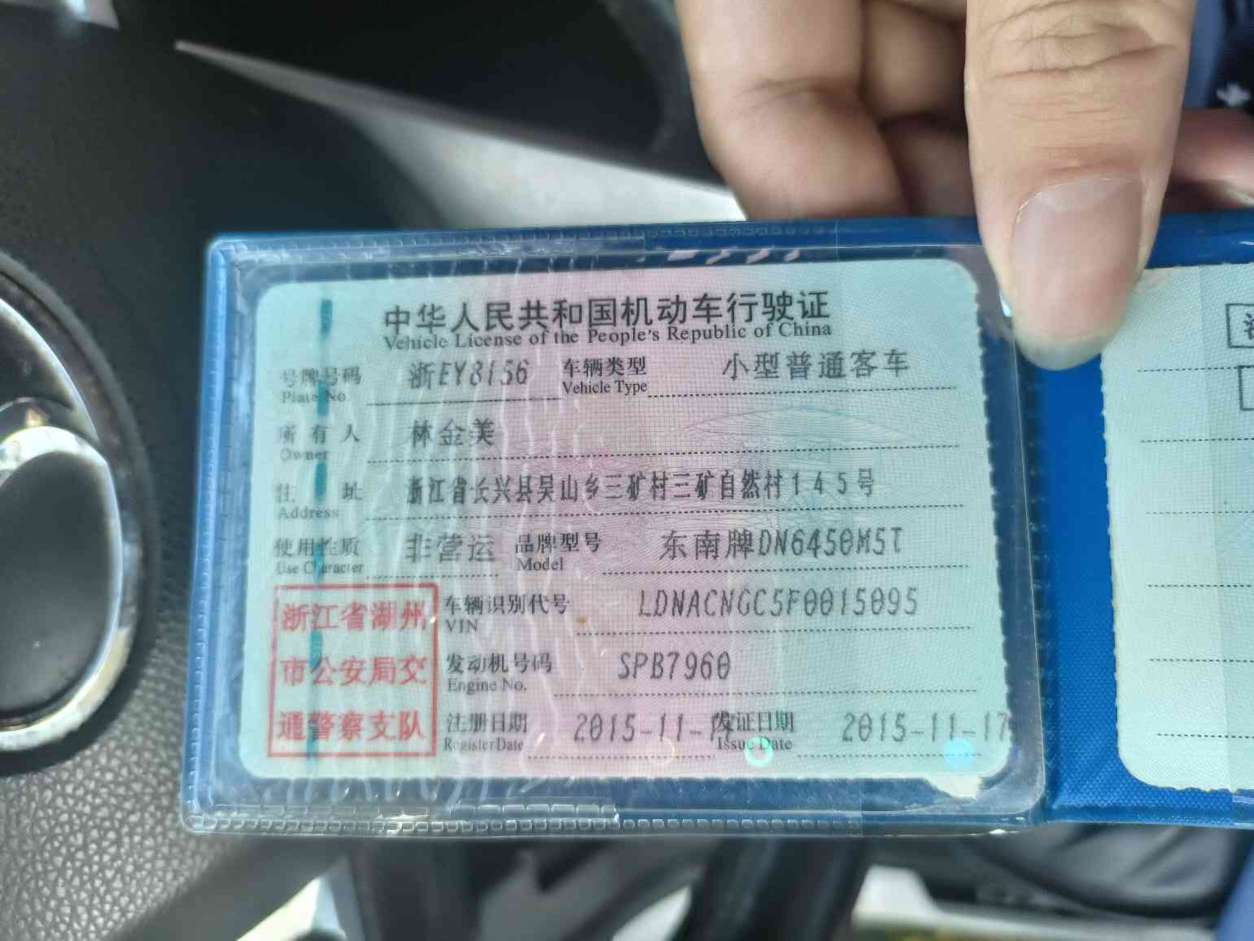 中华人民共和国机动车行驶证
Vehicle License of the People's Republic of China
号牌号码 浙EY8156 车辆类型 小型普通客车
Plate No. Vehicle Type
所有人 林金美
Owner
住址 浙江省长兴县吴山乡三矿村三矿自然村145号
Address
使用性质 非营运 品牌型号 东南牌DN6450M5T
Use Character Model
浙江省湖州
市公安局交
通警察支队
车辆识别代号 LDNACNGC5F0015095
VIN
发动机号码 SPB7960
Engine No.
注册日期 2015-11- 发证日期 2015-11-17
Register Date Issue Date